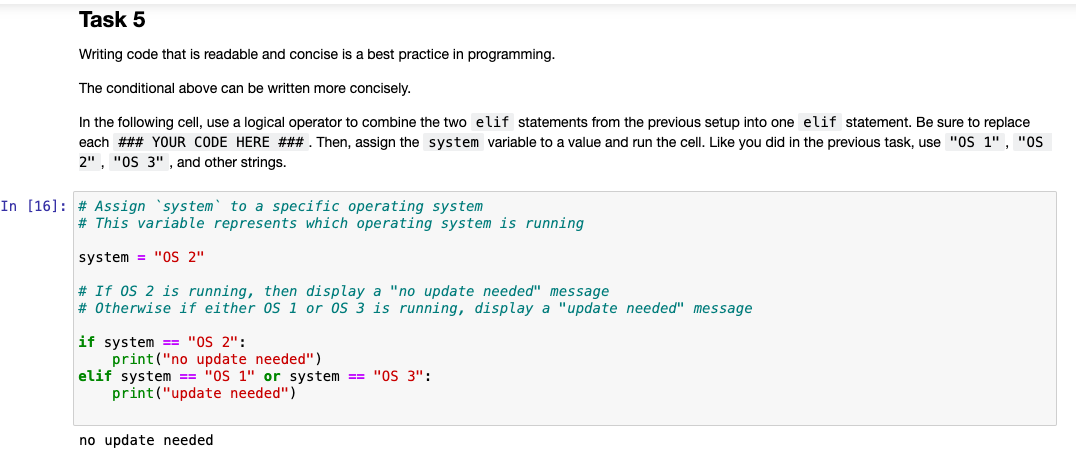 Task 5
Writing code that is readable and concise is a best practice in programming.
The conditional above can be written more concisely.
In the following cell, use a logical operator to combine the two elif statements from the previous setup into one elif statement. Be sure to replace
each ### YOUR CODE HERE ### . Then, assign the system variable to a value and run the cell. Like you did in the previous task, use "OS 1" , "OS
2" , "OS 3" , and other strings.
In [16]: # Assign `system` to a specific operating system
# This variable represents which operating system is running
system = "OS 2"
# If OS 2 is running, then display a "no update needed" message
# Otherwise if either OS 1 or OS 3 is running, display a "update needed" message
if system == "OS 2":
    print("no update needed")
elif system == "OS 1" or system == "OS 3":
    print("update needed")
no update needed